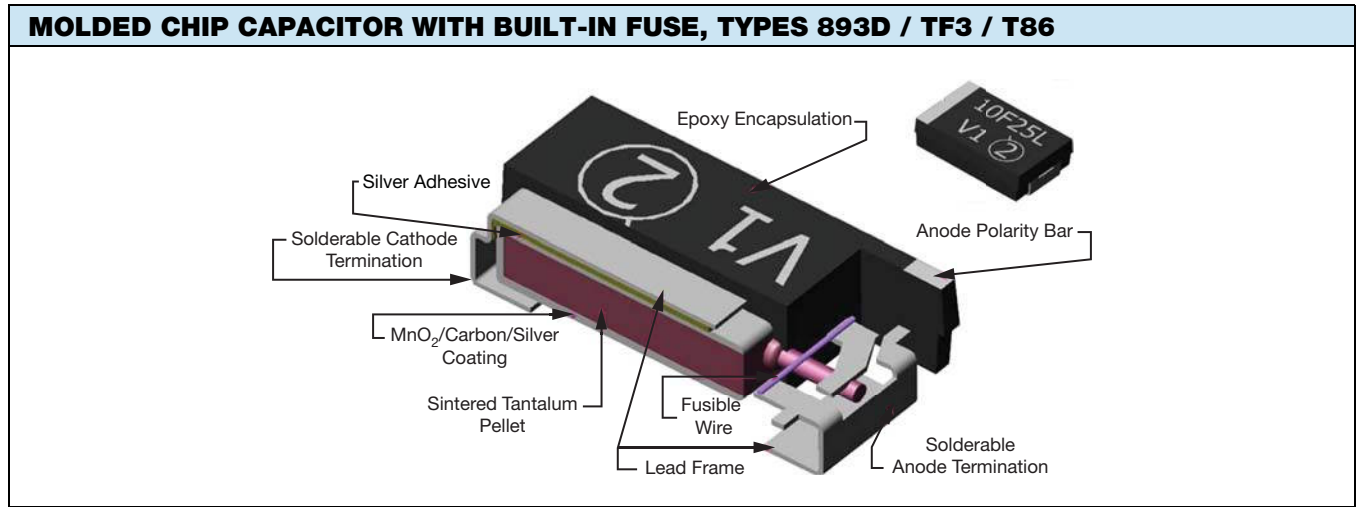 MOLDED CHIP CAPACITOR WITH BUILT-IN FUSE, TYPES 893D / TF3 / T86
Epoxy Encapsulation
10F25L
V1 2
Silver Adhesive
2
V1
Solderable Cathode
Termination
Anode Polarity Bar
MnO₂/Carbon/Silver
Coating
Sintered Tantalum
Pellet
Fusible
Wire
Lead Frame
Solderable
Anode Termination